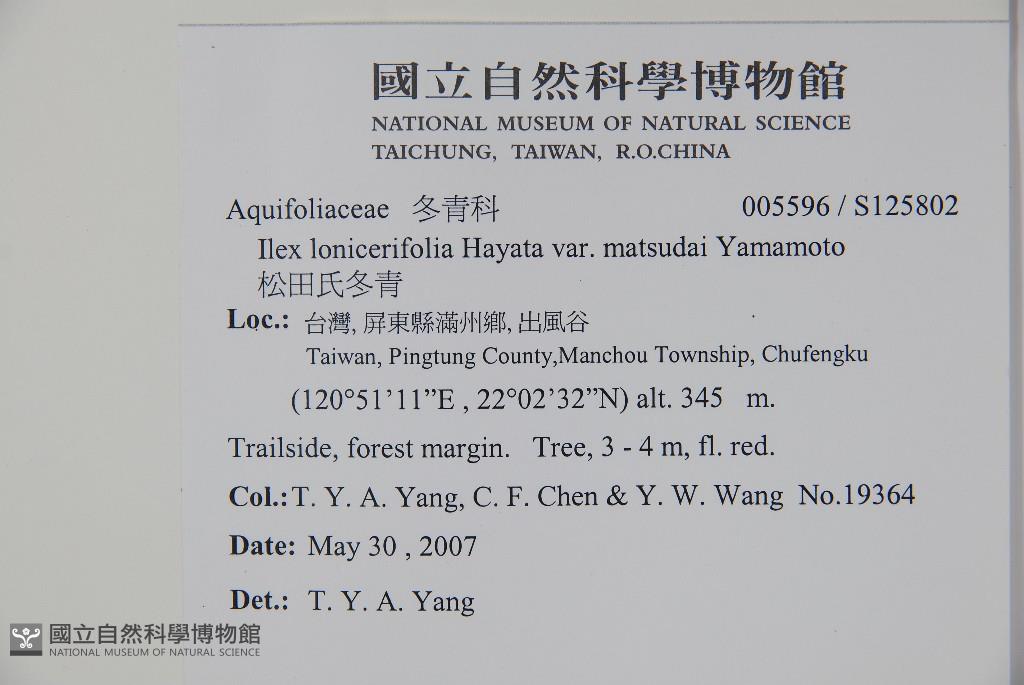 國立自然科學博物館
NATIONAL MUSEUM OF NATURAL SCIENCE
TAICHUNG, TAIWAN, R.O.CHINA
Aquifoliaceae 冬青科 005596 / S125802
Ilex lonicerifolia Hayata var. matsudai Yamamoto
松田氏冬青
Loc.: 台灣, 屏東縣滿州鄉, 出風谷
Taiwan, Pingtung County,Manchou Township, Chufengku
(120°51’11”E , 22°02’32”N) alt. 345 m.
Trailside, forest margin. Tree, 3 - 4 m, fl. red.
Col.: T. Y. A. Yang, C. F. Chen & Y. W. Wang No.19364
Date: May 30 , 2007
Det.: T. Y. A. Yang
國立自然科學博物館
NATIONAL MUSEUM OF NATURAL SCIENCE